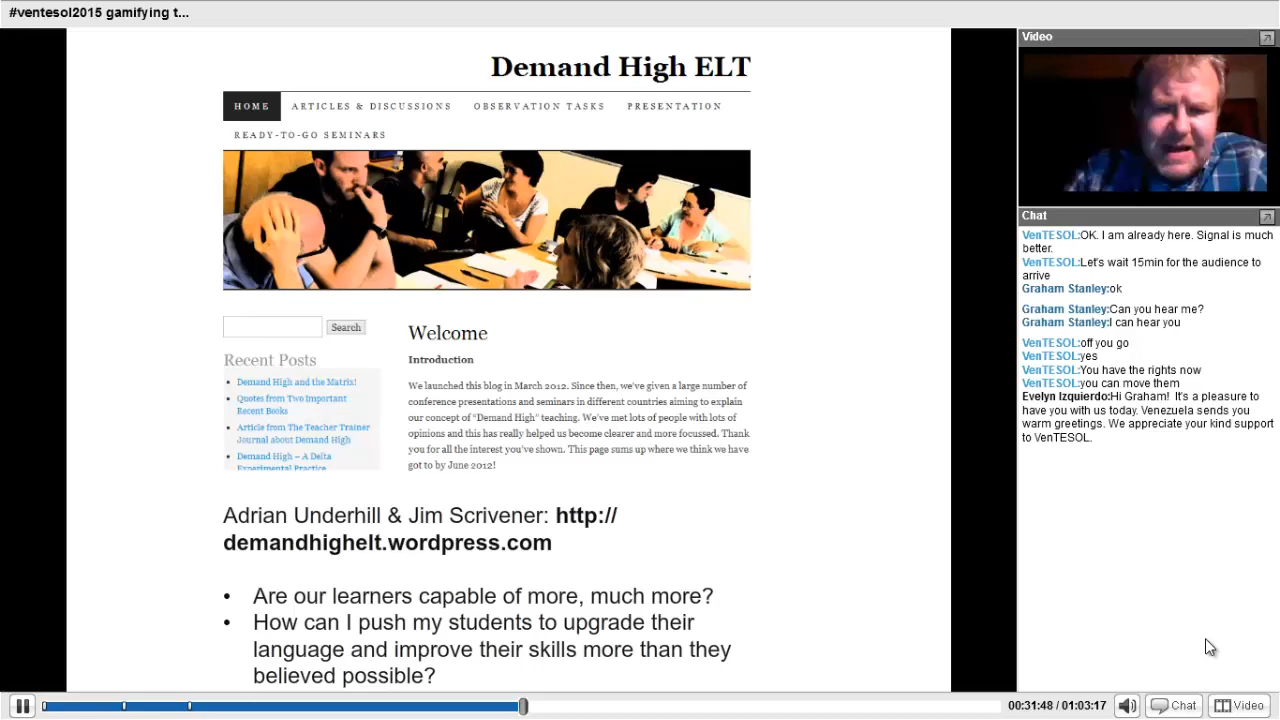 #ventesol2015 gamifying t...
Demand High ELT
HOME ARTICLES & DISCUSSIONS OBSERVATION TASKS PRESENTATION
READY-TO-GO SEMINARS
Search
Recent Posts
Demand High and the Matrix!
Quotes from Two Important
Recent Books
Article from The Teacher Trainer
Journal about Demand High
Demand High – A Delta
Experimental Practice
Welcome
Introduction
We launched this blog in March 2012. Since then, we've given a large number of
conference presentations and seminars in different countries aiming to explain
our concept of "Demand High" teaching. We've met lots of people with lots of
opinions and this has really helped us become clearer and more focussed. Thank
you for all the interest you've shown. This page sums up where we think we have
got to by June 2012!
Adrian Underhill & Jim Scrivener: http://
demandhighelt.wordpress.com
• Are our learners capable of more, much more?
• How can I push my students to upgrade their
language and improve their skills more than they
believed possible?
Video
Chat
VenTESOL:OK. I am already here. Signal is much
better.
VenTESOL:Let's wait 15min for the audience to
arrive
Graham Stanley:ok
Graham Stanley:Can you hear me?
Graham Stanley:I can hear you
VenTESOL:off you go
VenTESOL:yes
VenTESOL:You have the rights now
VenTESOL:you can move them
Evelyn Izquierdo:Hi Graham! It's a pleasure to
have you with us today. Venezuela sends you
warm greetings. We appreciate your kind support
to VenTESOL.
00:31:48 / 01:03:17 Chat Video